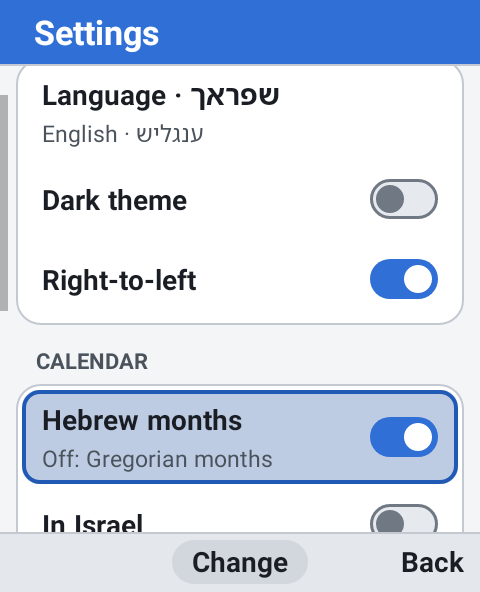 Settings
Language · שפראך
English · ענגליש
Dark theme
Right-to-left
CALENDAR
Hebrew months
Off: Gregorian months
In Israel
Change
Back